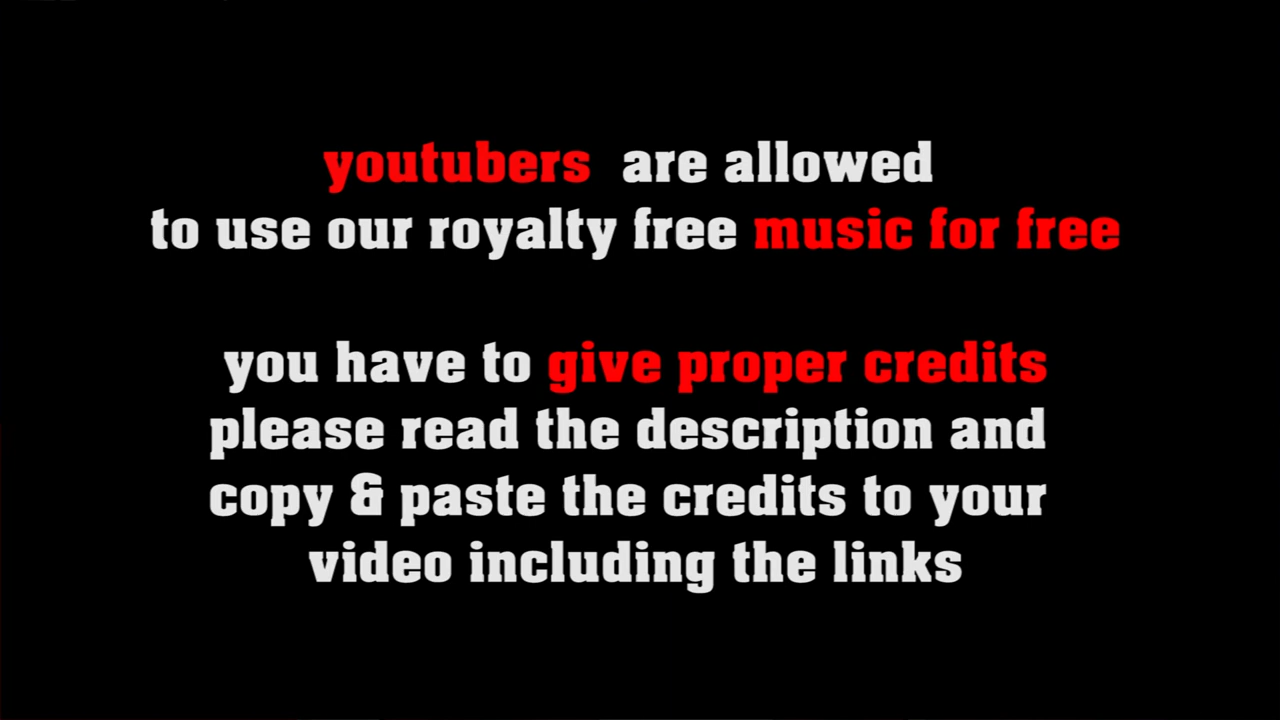 youtubers are allowed
to use our royalty free music for free
you have to give proper credits
please read the description and
copy & paste the credits to your
video including the links